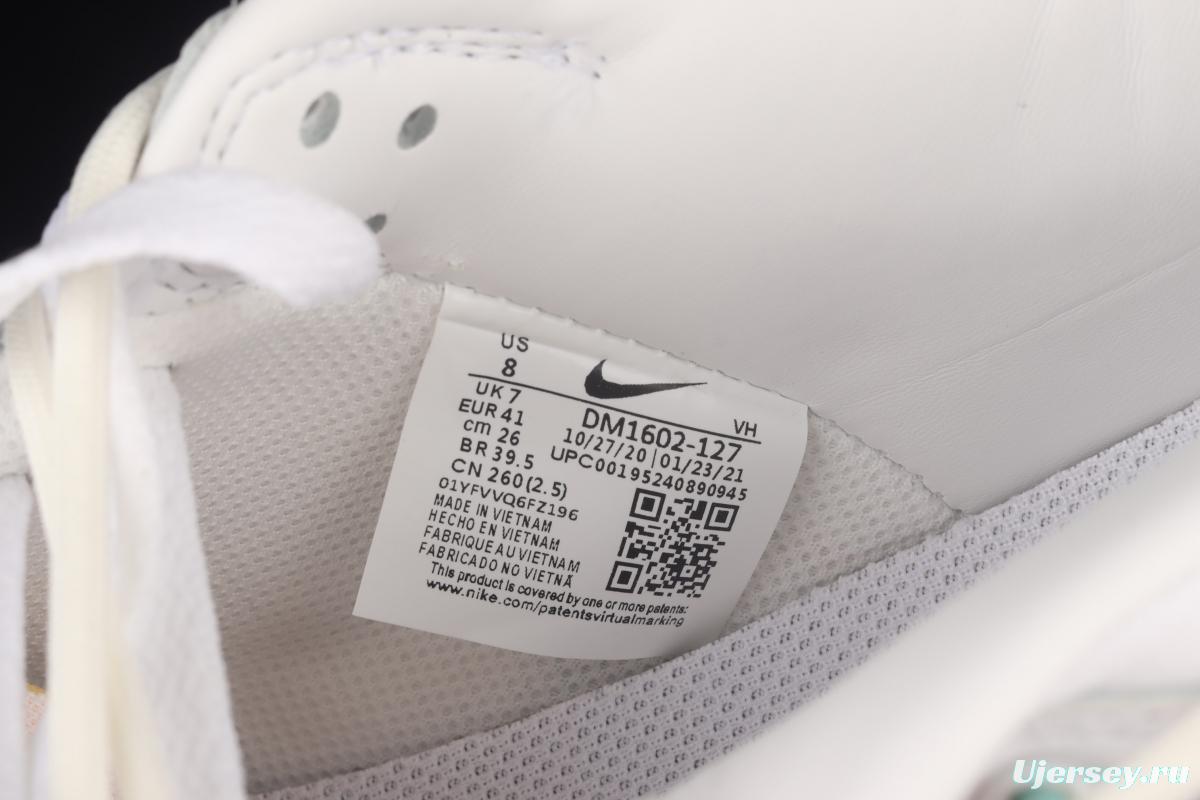 US
8
UK 7
EUR 41
cm 26
BR 39.5
CN 260(2.5)
VH
DM1602-127
10/27/20|01/23/21
UPC00195240890945
01YFVVQ6FZ196
MADE IN VIETNAM
HECHO EN VIETNAM
FABRIQUE AU VIETNAM
FABRICADO NO VIETNÃ
This product is covered by one or more patents:
www.nike.com/patentsvirtualmarking
Ujersey.ru